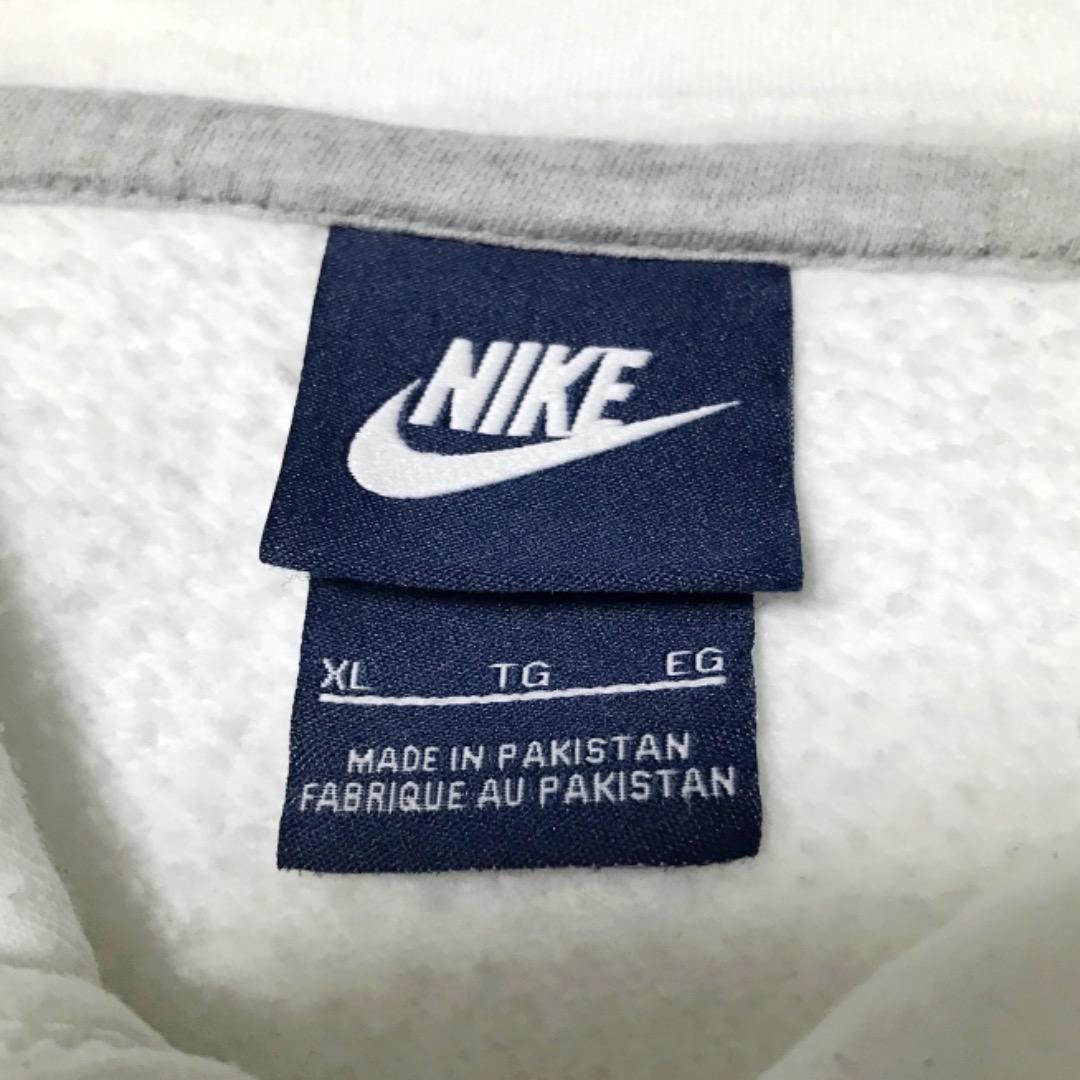 NIKE
XL TG EG
MADE IN PAKISTAN
FABRIQUE AU PAKISTAN